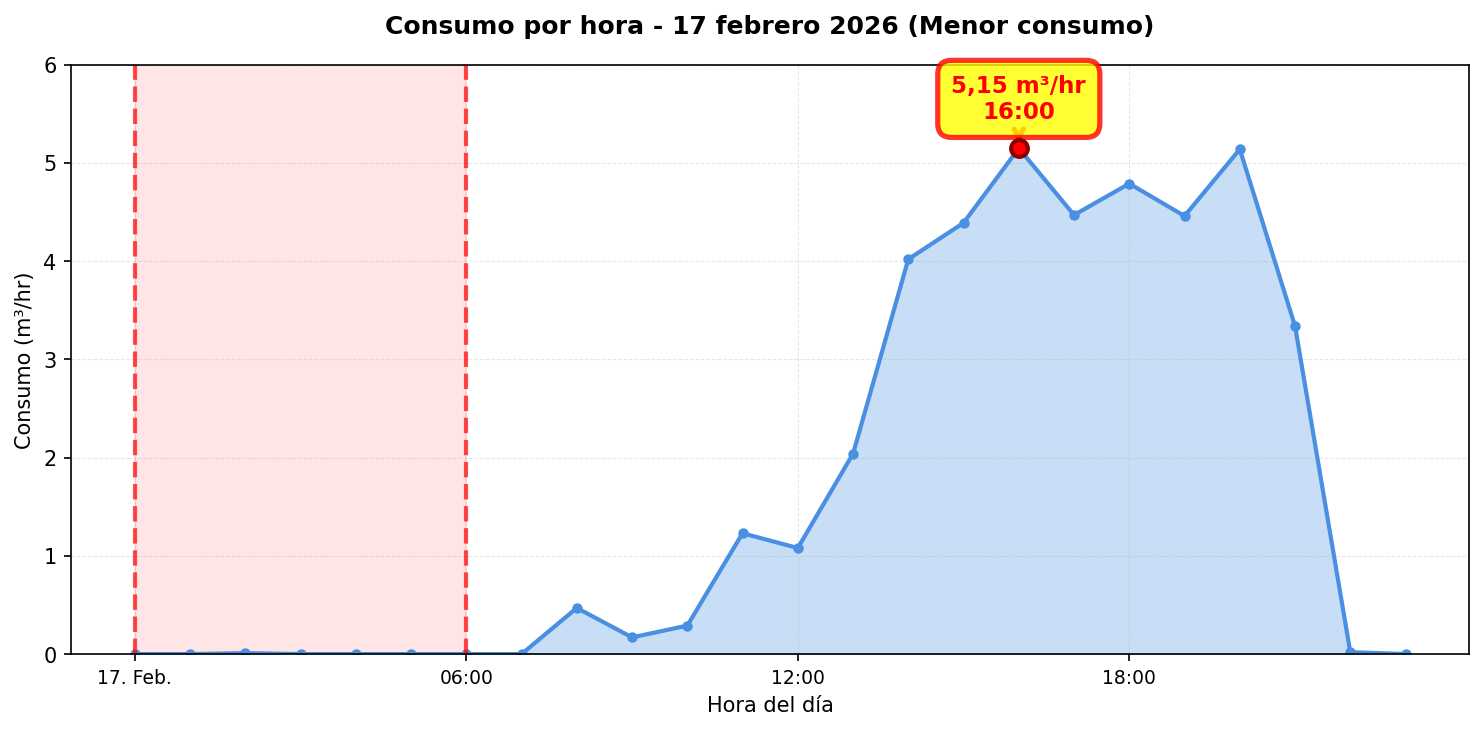 Consumo por hora - 17 febrero 2026 (Menor consumo)
5,15 m³/hr
16:00
Consumo (m³/hr)
6
5
4
3
2
1
0
17. Feb.
06:00
12:00
18:00
Hora del día